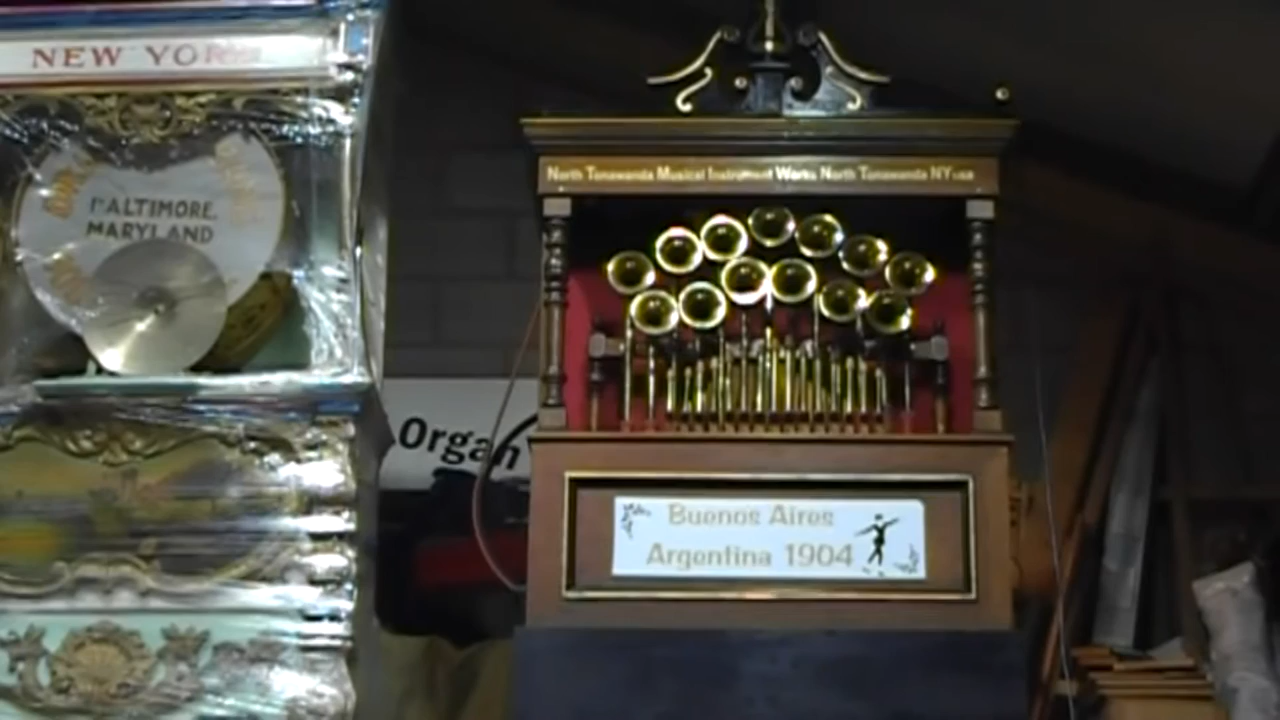 NEW YORK
BALTIMORE,
MARYLAND
North Tonawanda Musical Instrument Works North Tonawanda NY USA
Organ
Buenos Aires
Argentina 1904